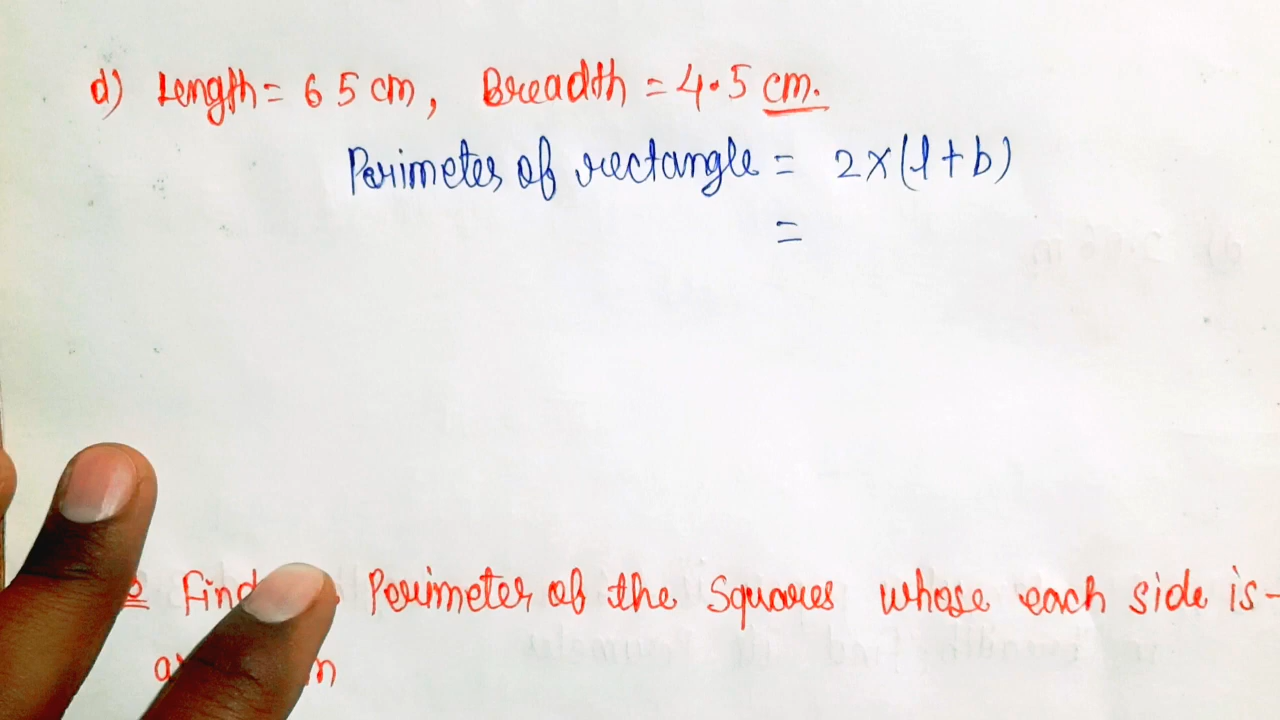 d) Length = 6 5 cm, Breadth = 4.5 cm.
Perimeter of rectangle = 2×(l+b)
=
Find Perimeter of the Squares whose each side is-